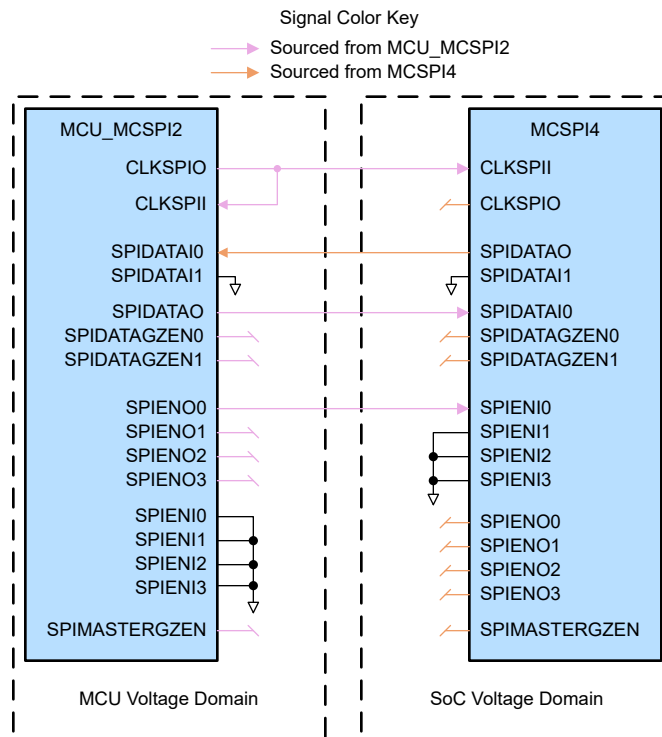 Signal Color Key
Sourced from MCU_MCSPI2
Sourced from MCSPI4
MCU_MCSPI2
CLKSPIO
CLKSPII
SPIDATAI0
SPIDATAI1
SPIDATAO
SPIDATAGZEN0
SPIDATAGZEN1
SPIENO0
SPIENO1
SPIENO2
SPIENO3
SPIENI0
SPIENI1
SPIENI2
SPIENI3
SPIMASTERGZEN
MCU Voltage Domain
MCSPI4
CLKSPII
CLKSPIO
SPIDATAO
SPIDATAI1
SPIDATAI0
SPIDATAGZEN0
SPIDATAGZEN1
SPIENI0
SPIENI1
SPIENI2
SPIENI3
SPIENO0
SPIENO1
SPIENO2
SPIENO3
SPIMASTERGZEN
SoC Voltage Domain